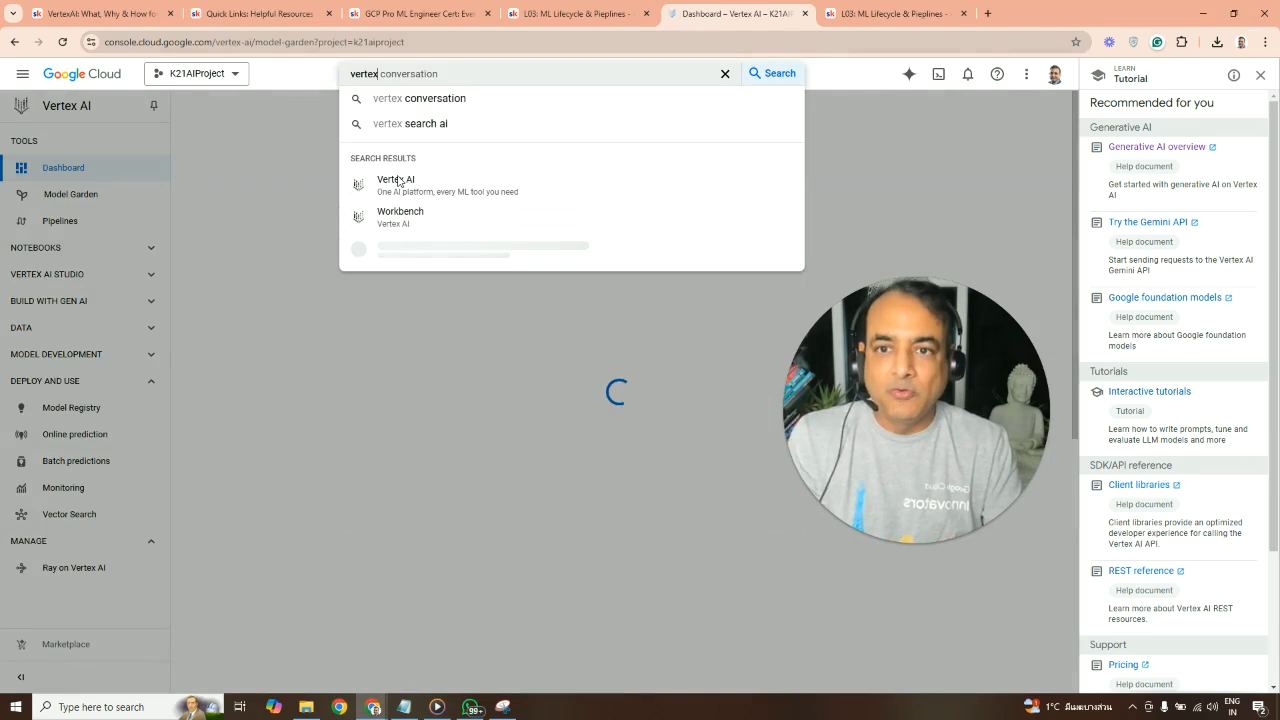 Vertex AI: What, Why & How fo
Quick Links: Helpful Resources
GCP Pro ML Engineer Cert: Eve
L03: ML Lifecycle & Pieplines -
Dashboard – Vertex AI – K21AiP
L03: ML Lifecycle & Pieplines -
console.cloud.google.com/vertex-ai/model-garden?project=k21aiproject
Google Cloud
K21AIProject
vertex conversation
Search
LEARN
Tutorial
vertex conversation
vertex search ai
SEARCH RESULTS
Vertex AI
One AI platform, every ML tool you need
Workbench
Vertex AI
Vertex AI
TOOLS
Dashboard
Model Garden
Pipelines
NOTEBOOKS
VERTEX AI STUDIO
BUILD WITH GEN AI
DATA
MODEL DEVELOPMENT
DEPLOY AND USE
Model Registry
Online prediction
Batch predictions
Monitoring
Vector Search
MANAGE
Ray on Vertex AI
Marketplace
Google Cloud
Innovators
Recommended for you
Generative AI
Generative AI overview
Help document
Get started with generative AI on Vertex
AI
Try the Gemini API
Help document
Start sending requests to the Vertex AI
Gemini API
Google foundation models
Help document
Learn more about Google foundation
models
Tutorials
Interactive tutorials
Tutorial
Learn how to write prompts, tune and
evaluate LLM models and more
SDK/API reference
Client libraries
Help document
Client libraries provide an optimized
developer experience for calling the
Vertex AI API.
REST reference
Help document
Learn more about Vertex AI REST
resources.
Support
Pricing
Help document
Type here to search
99+
1°C
ENG
IN
2